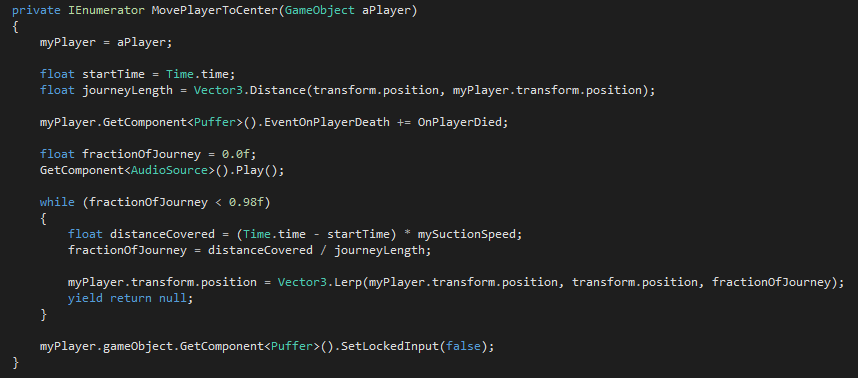 private IEnumerator MovePlayerToCenter(GameObject aPlayer)
{
    myPlayer = aPlayer;

    float startTime = Time.time;
    float journeyLength = Vector3.Distance(transform.position, myPlayer.transform.position);

    myPlayer.GetComponent<Puffer>().EventOnPlayerDeath += OnPlayerDied;

    float fractionOfJourney = 0.0f;
    GetComponent<AudioSource>().Play();

    while (fractionOfJourney < 0.98f)
    {
        float distanceCovered = (Time.time - startTime) * mySuctionSpeed;
        fractionOfJourney = distanceCovered / journeyLength;

        myPlayer.transform.position = Vector3.Lerp(myPlayer.transform.position, transform.position, fractionOfJourney);
        yield return null;
    }

    myPlayer.gameObject.GetComponent<Puffer>().SetLockedInput(false);
}